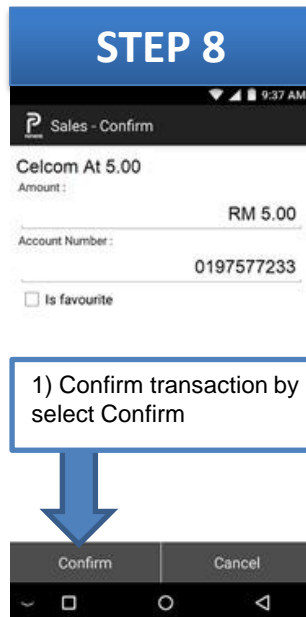 STEP 8
9:37 AM
Sales - Confirm
Celcom At 5.00
Amount :
RM 5.00
Account Number :
0197577233
Is favourite
1) Confirm transaction by
select Confirm
Confirm Cancel